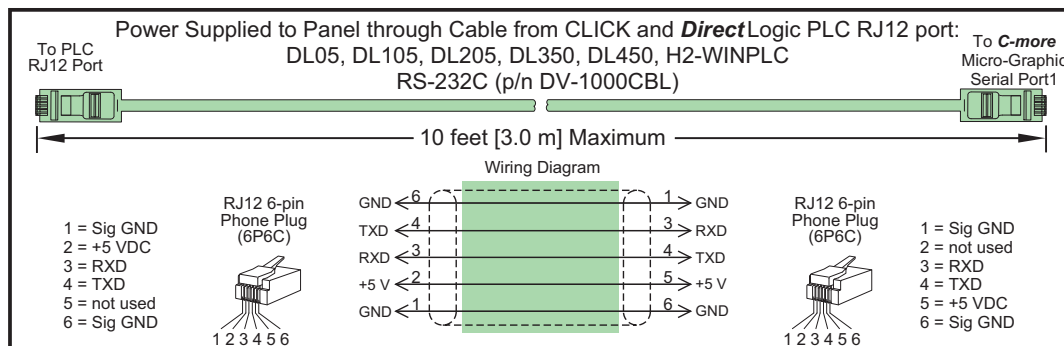 Power Supplied to Panel through Cable from CLICK and DirectLogic PLC RJ12 port:
DL05, DL105, DL205, DL350, DL450, H2-WINPLC
RS-232C (p/n DV-1000CBL)
To PLC
RJ12 Port
To C-more
Micro-Graphic
Serial Port1
10 feet [3.0 m] Maximum
Wiring Diagram
1 = Sig GND
2 = +5 VDC
3 = RXD
4 = TXD
5 = not used
6 = Sig GND
RJ12 6-pin
Phone Plug
(6P6C)
1 2 3 4 5 6
GND 6 1 GND
TXD 4 3 RXD
RXD 3 4 TXD
+5 V 2 5 +5 V
GND 1 6 GND
RJ12 6-pin
Phone Plug
(6P6C)
1 2 3 4 5 6
1 = Sig GND
2 = not used
3 = RXD
4 = TXD
5 = +5 VDC
6 = Sig GND